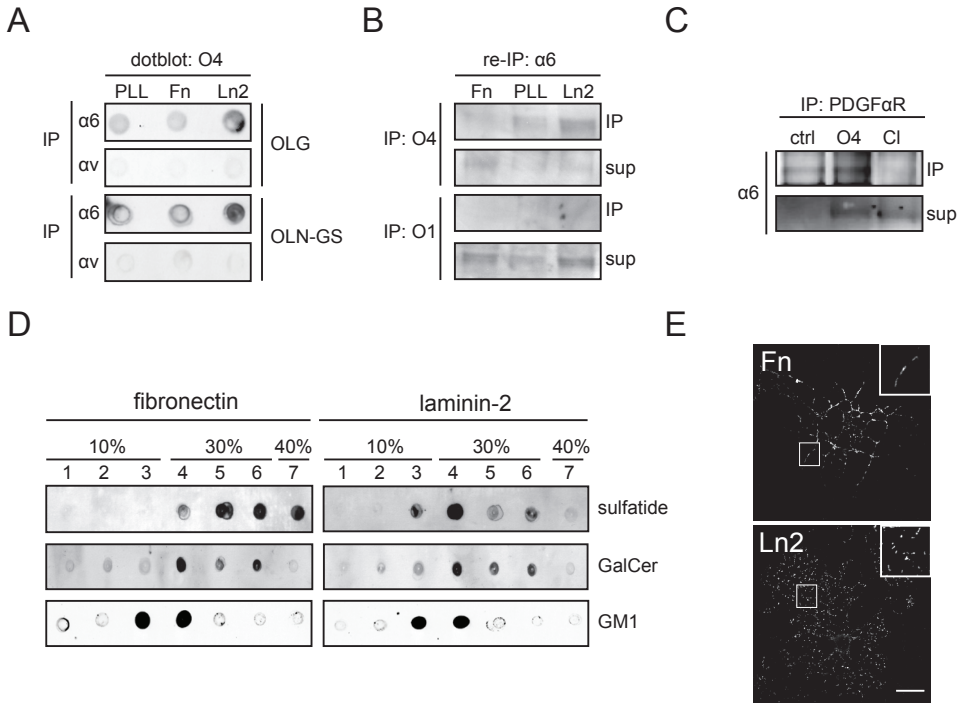 A
dotblot: O4
PLL Fn Ln2
IP α6 OLG
αv
IP α6 OLN-GS
αv
B
re-IP: α6
Fn PLL Ln2
IP: O4 IP
sup
IP: O1 IP
sup
C
IP: PDGFαR
ctrl O4 Cl
α6 IP
sup
D
fibronectin laminin-2
10% 30% 40% 10% 30% 40%
1 2 3 4 5 6 7 1 2 3 4 5 6 7
sulfatide
GalCer
GM1
E
Fn
Ln2